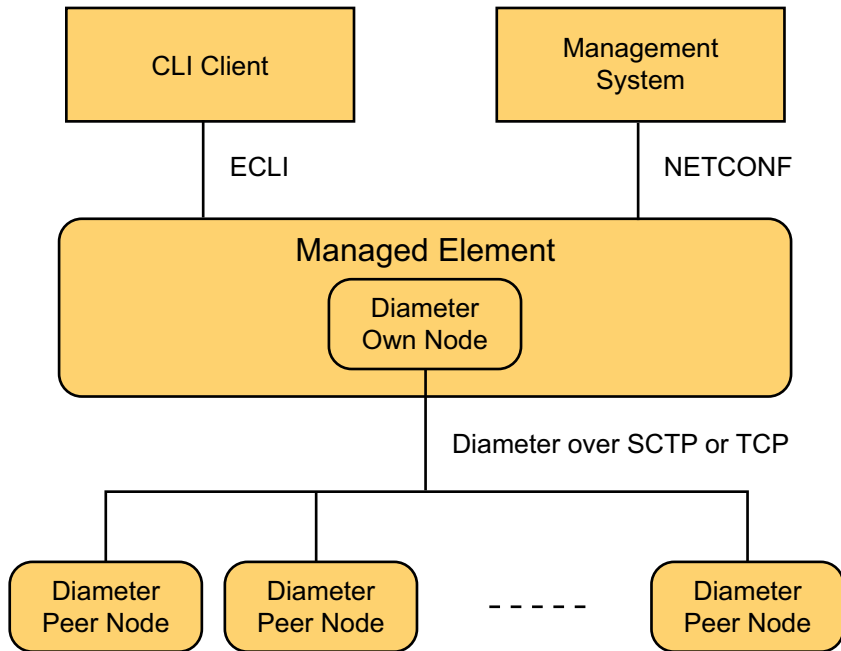 CLI Client
Management
System
ECLI
NETCONF
Managed Element
Diameter
Own Node
Diameter over SCTP or TCP
Diameter
Peer Node
Diameter
Peer Node
Diameter
Peer Node